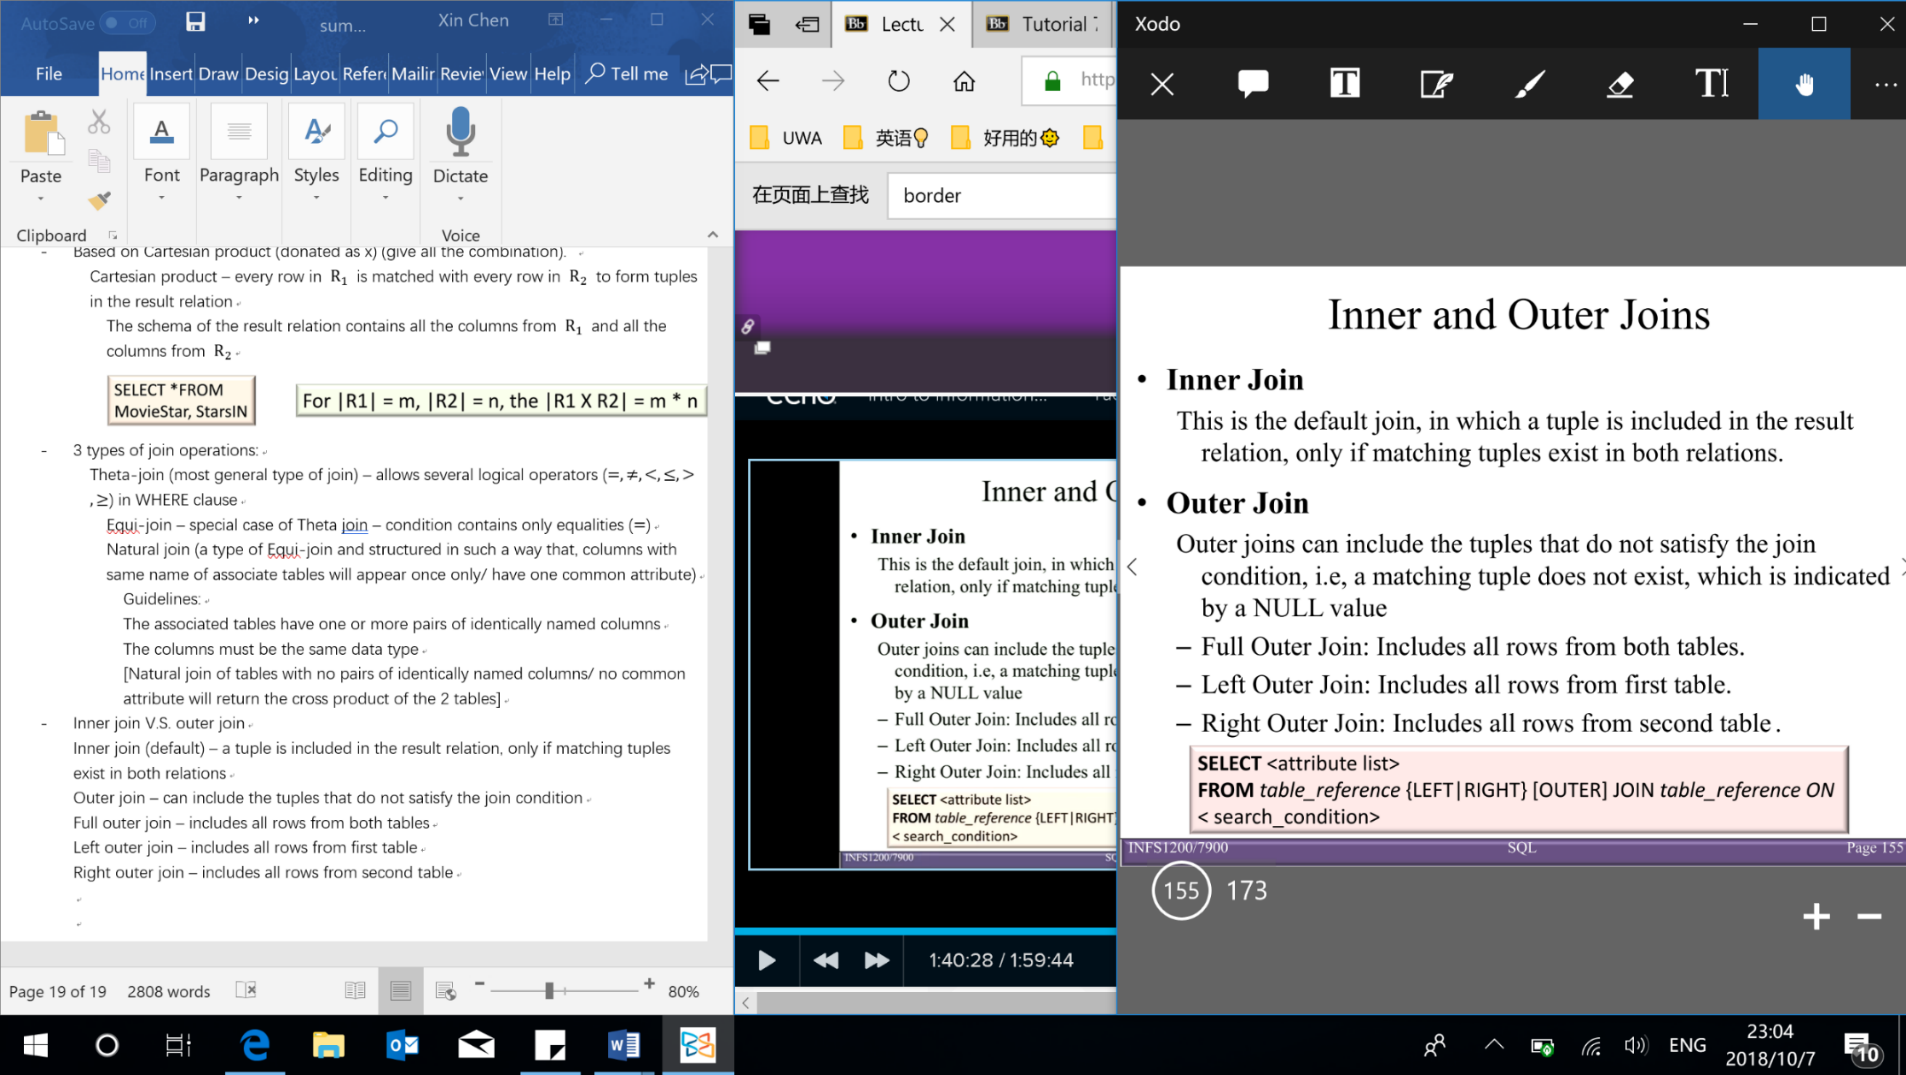 AutoSave Off sum... Xin Chen
File Home Insert Draw Desig Layou Refere Mailin Review View Help Tell me
Paste Font Paragraph Styles Editing Dictate
Clipboard Voice
- Based on Cartesian product (donated as x) (give all the combination).
Cartesian product – every row in R₁ is matched with every row in R₂ to form tuples
in the result relation
The schema of the result relation contains all the columns from R₁ and all the
columns from R₂
SELECT *FROM
MovieStar, StarsIN
For |R1| = m, |R2| = n, the |R1 X R2| = m * n
- 3 types of join operations:
Theta-join (most general type of join) – allows several logical operators (=,≠,<,≤,>
,≥) in WHERE clause
Equi-join – special case of Theta join – condition contains only equalities (=)
Natural join (a type of Equi-join and structured in such a way that, columns with
same name of associate tables will appear once only/ have one common attribute)
Guidelines:
The associated tables have one or more pairs of identically named columns
The columns must be the same data type
[Natural join of tables with no pairs of identically named columns/ no common
attribute will return the cross product of the 2 tables]
- Inner join V.S. outer join
Inner join (default) – a tuple is included in the result relation, only if matching tuples
exist in both relations
Outer join – can include the tuples that do not satisfy the join condition
Full outer join – includes all rows from both tables
Left outer join – includes all rows from first table
Right outer join – includes all rows from second table
Page 19 of 19 2808 words 80%
Bb Lectu Bb Tutorial 7
http
UWA 英语 好用的
在页面上查找 border
echo Intro to Information...
Inner and O
• Inner Join
This is the default join, in which
relation, only if matching tuple
• Outer Join
Outer joins can include the tuple
condition, i.e, a matching tuple
by a NULL value
– Full Outer Join: Includes all ro
– Left Outer Join: Includes all ro
– Right Outer Join: Includes all
SELECT <attribute list>
FROM table_reference {LEFT|RIGHT}
< search_condition>
INFS1200/7900 SQ
1:40:28 / 1:59:44
Xodo
Inner and Outer Joins
• Inner Join
This is the default join, in which a tuple is included in the result
relation, only if matching tuples exist in both relations.
• Outer Join
Outer joins can include the tuples that do not satisfy the join
condition, i.e, a matching tuple does not exist, which is indicated
by a NULL value
– Full Outer Join: Includes all rows from both tables.
– Left Outer Join: Includes all rows from first table.
– Right Outer Join: Includes all rows from second table.
SELECT <attribute list>
FROM table_reference {LEFT|RIGHT} [OUTER] JOIN table_reference ON
< search_condition>
INFS1200/7900 SQL Page 155
155 173
ENG
23:04
2018/10/7
10